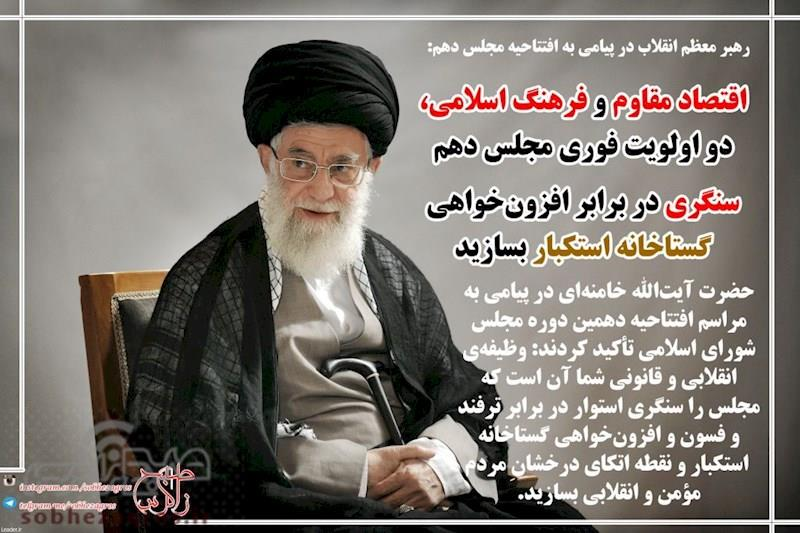 رهبر معظم انقلاب در پیامی به افتتاحیه مجلس دهم:
اقتصاد مقاوم و فرهنگ اسلامی،
دو اولویت فوری مجلس دهم
سنگری در برابر افزون‌خواهی
گستاخانه استکبار بسازید
حضرت آیت‌الله خامنه‌ای در پیامی به
مراسم افتتاحیه دهمین دوره مجلس
شورای اسلامی تأکید کردند: وظیفه‌ی
انقلابی و قانونی شما آن است که
مجلس را سنگری استوار در برابر ترفند
و فسون و افزون‌خواهی گستاخانه
استکبار و نقطه اتکای درخشان مردم
مؤمن و انقلابی بسازید.
instagram.com/sobhezagros
telegram.me/sobhezagros
Leader.ir